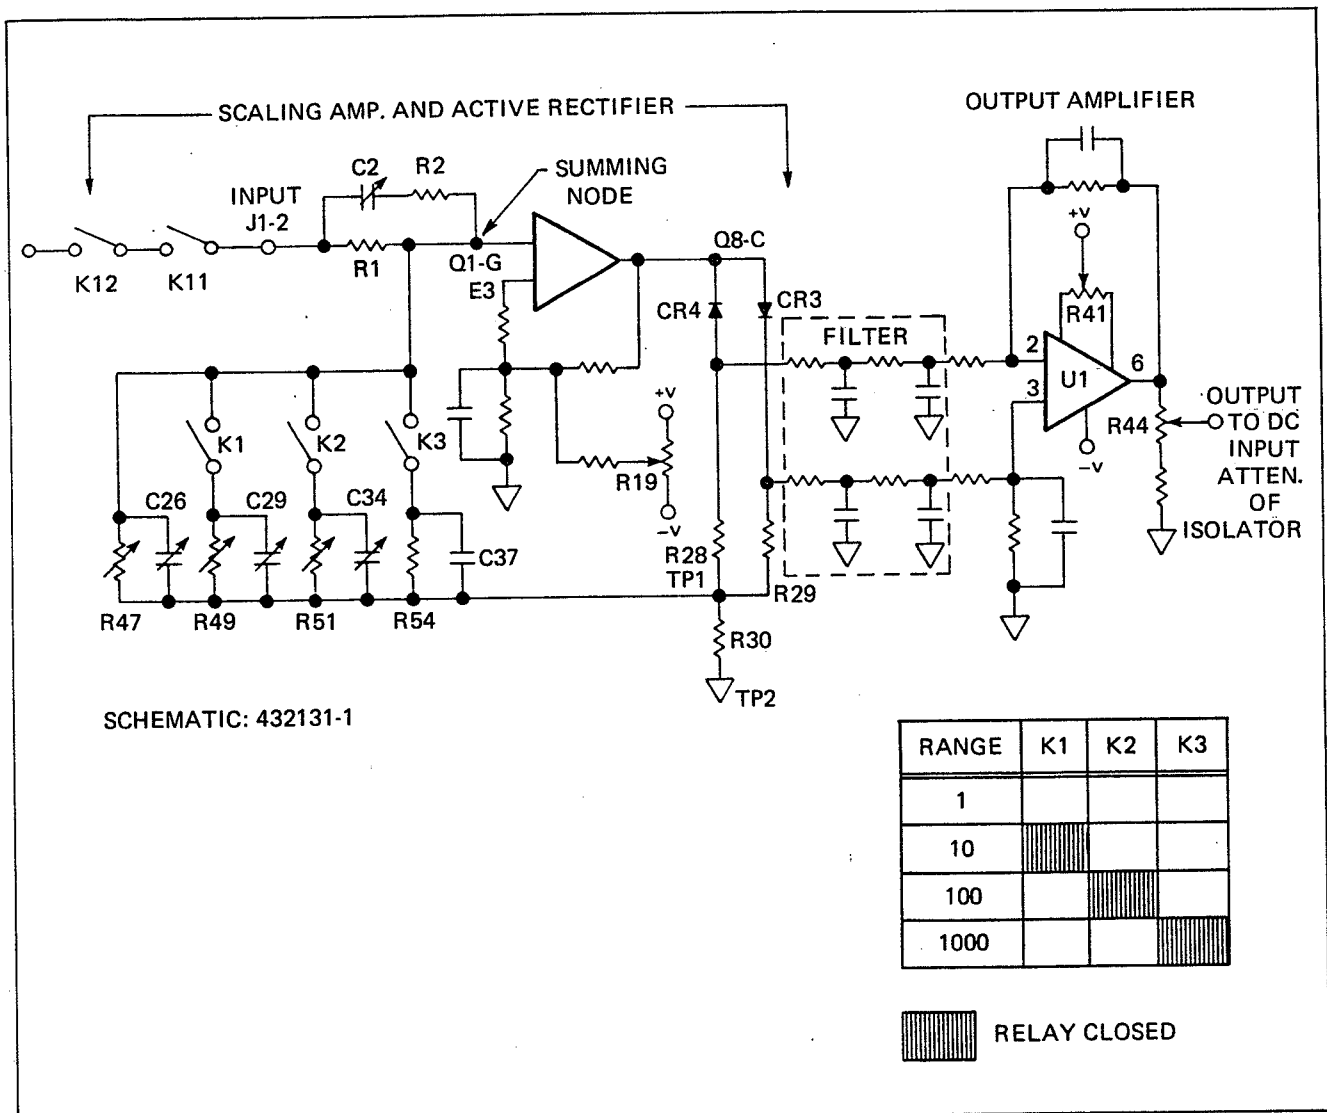 SCALING AMP. AND ACTIVE RECTIFIER
OUTPUT AMPLIFIER
C2
R2
SUMMING
NODE
INPUT
J1-2
K12
K11
R1
Q1-G
E3
Q8-C
CR4
CR3
FILTER
+V
R41
2
3
U1
6
-V
R44
OUTPUT
TO DC
INPUT
ATTEN.
OF
ISOLATOR
K1
K2
K3
+V
R19
-V
C26
C29
C34
C37
R28
TP1
R29
R47
R49
R51
R54
R30
TP2
SCHEMATIC: 432131-1
RANGE K1 K2 K3
1
10
100
1000
RELAY CLOSED